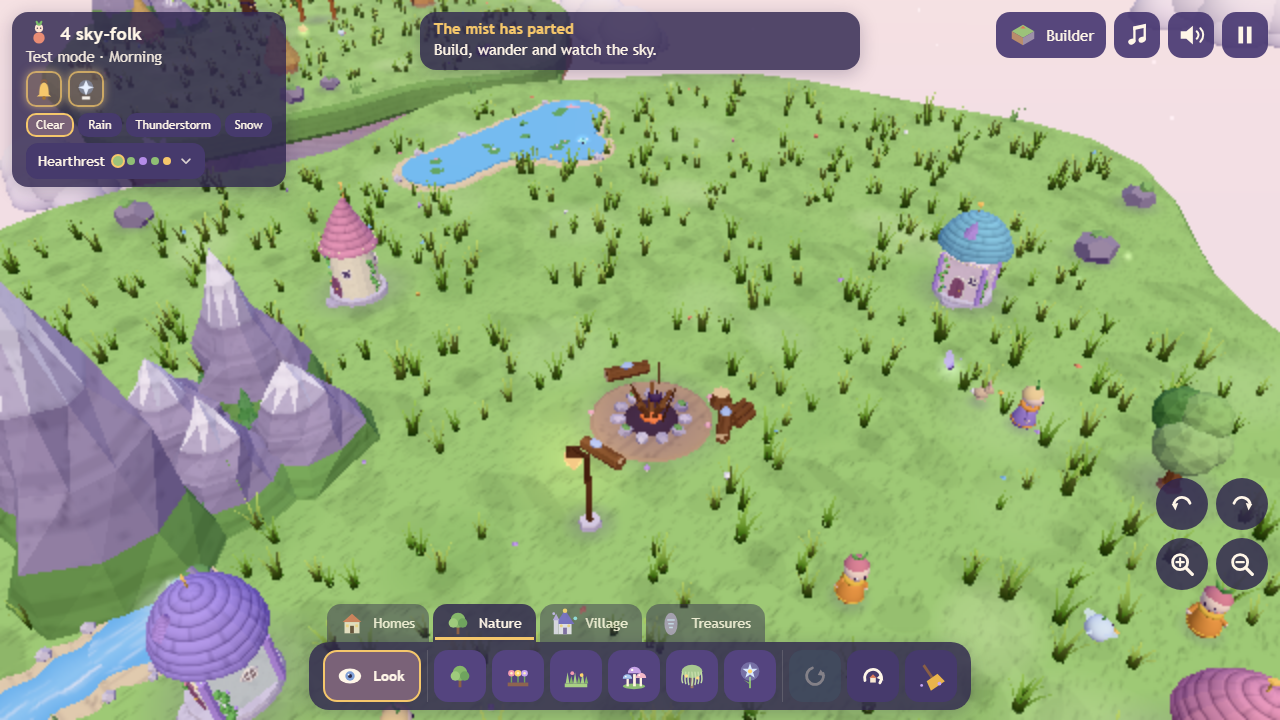 4 sky-folk
Test mode · Morning
Clear
Rain
Thunderstorm
Snow
Hearthrest
The mist has parted
Build, wander and watch the sky.
Builder
Homes
Nature
Village
Treasures
Look